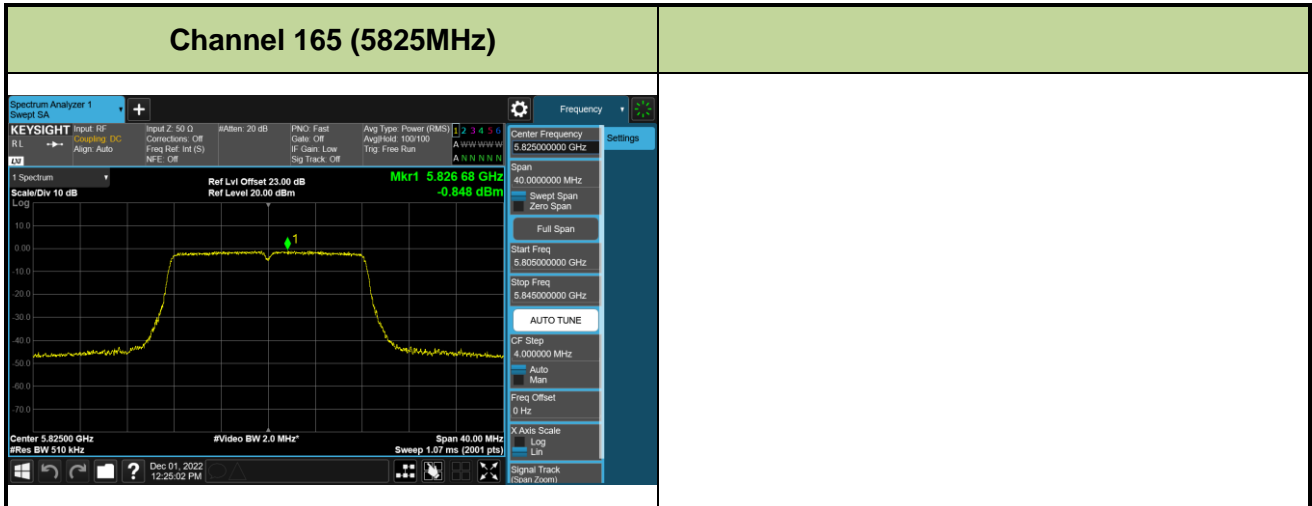 Channel 165 (5825MHz)
Spectrum Analyzer 1
Swept SA
+
Frequency
KEYSIGHT
RL
LXI
Input: RF
Coupling: DC
Align: Auto
Input Z: 50 Ω
Corrections: Off
Freq Ref: Int (S)
NFE: Off
#Atten: 20 dB
PNO: Fast
Gate: Off
IF Gain: Low
Sig Track: Off
Avg Type: Power (RMS)
Avg|Hold: 100/100
Trig: Free Run
1 2 3 4 5 6
A W W W W W
A N N N N N
1 Spectrum
Scale/Div 10 dB
Log
Ref Lvl Offset 23.00 dB
Ref Level 20.00 dBm
Mkr1 5.826 68 GHz
-0.848 dBm
10.0
0.00
-10.0
-20.0
-30.0
-40.0
-50.0
-60.0
-70.0
1
Center 5.82500 GHz
#Res BW 510 kHz
#Video BW 2.0 MHz*
Span 40.00 MHz
Sweep 1.07 ms (2001 pts)
?
Dec 01, 2022
12:25:02 PM
Center Frequency
5.825000000 GHz
Settings
Span
40.0000000 MHz
Swept Span
Zero Span
Full Span
Start Freq
5.805000000 GHz
Stop Freq
5.845000000 GHz
AUTO TUNE
CF Step
4.000000 MHz
Auto
Man
Freq Offset
0 Hz
X Axis Scale
Log
Lin
Signal Track
(Span Zoom)